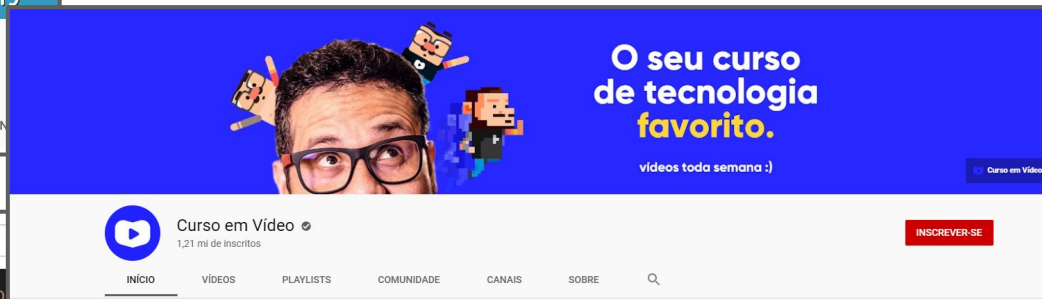 O seu curso
de tecnologia
favorito.
vídeos toda semana :)
Curso em Vídeo
Curso em Vídeo
1,21 mi de inscritos
INSCREVER-SE
INÍCIO VÍDEOS PLAYLISTS COMUNIDADE CANAIS SOBRE